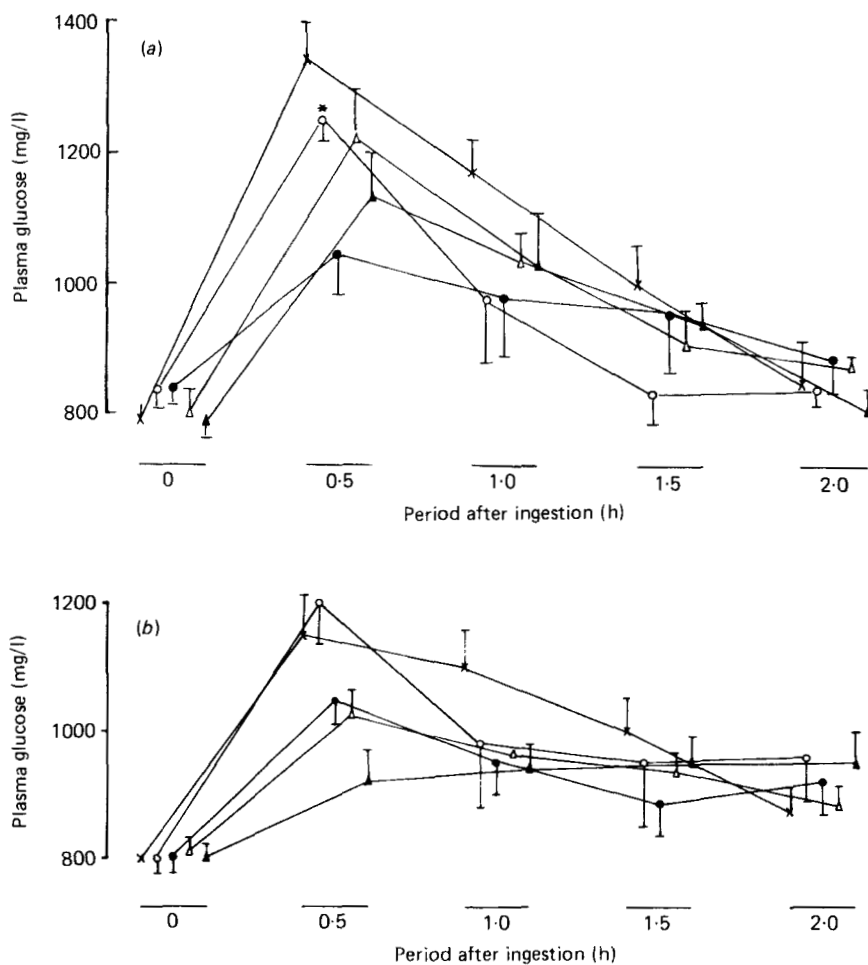 (a)
1400
1200
1000
800
Plasma glucose (mg/l)
*
0 0·5 1·0 1·5 2·0
Period after ingestion (h)
(b)
1200
1000
800
Plasma glucose (mg/l)
0 0·5 1·0 1·5 2·0
Period after ingestion (h)